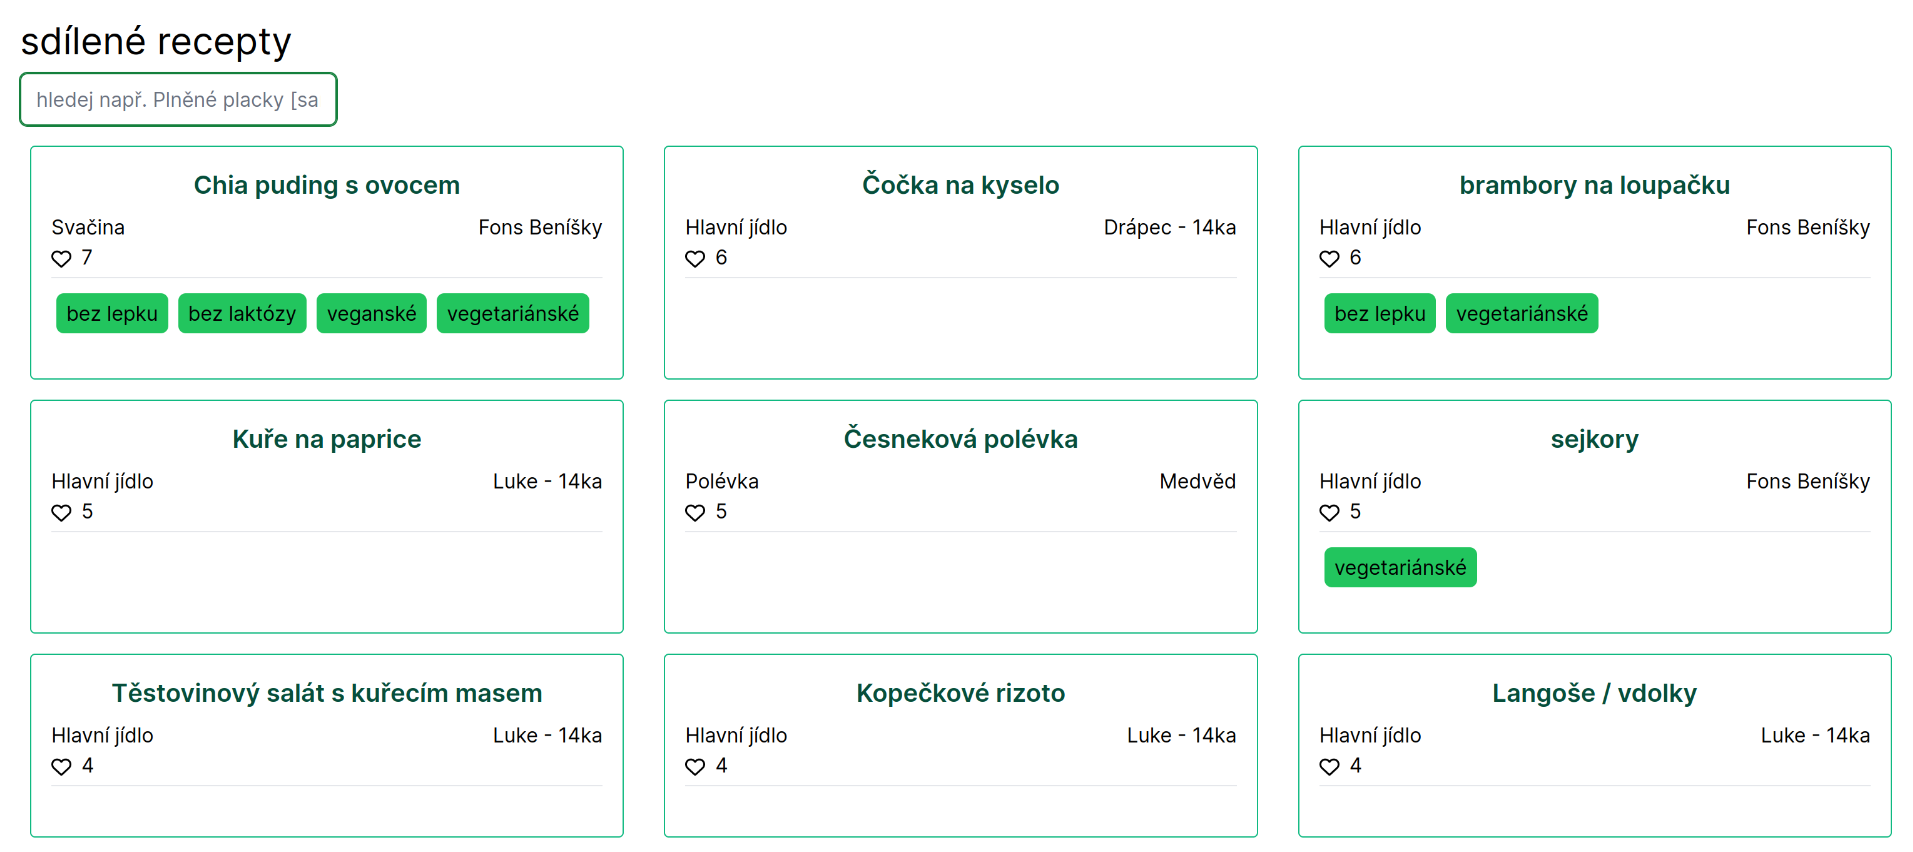 sdílené recepty
hledej např. Plněné placky [sa
Chia puding s ovocem
Svačina Fons Beníšky
7
bez lepku bez laktózy veganské vegetariánské
Čočka na kyselo
Hlavní jídlo Drápec - 14ka
6
brambory na loupačku
Hlavní jídlo Fons Beníšky
6
bez lepku vegetariánské
Kuře na paprice
Hlavní jídlo Luke - 14ka
5
Česneková polévka
Polévka Medvěd
5
sejkory
Hlavní jídlo Fons Beníšky
5
vegetariánské
Těstovinový salát s kuřecím masem
Hlavní jídlo Luke - 14ka
4
Kopečkové rizoto
Hlavní jídlo Luke - 14ka
4
Langoše / vdolky
Hlavní jídlo Luke - 14ka
4